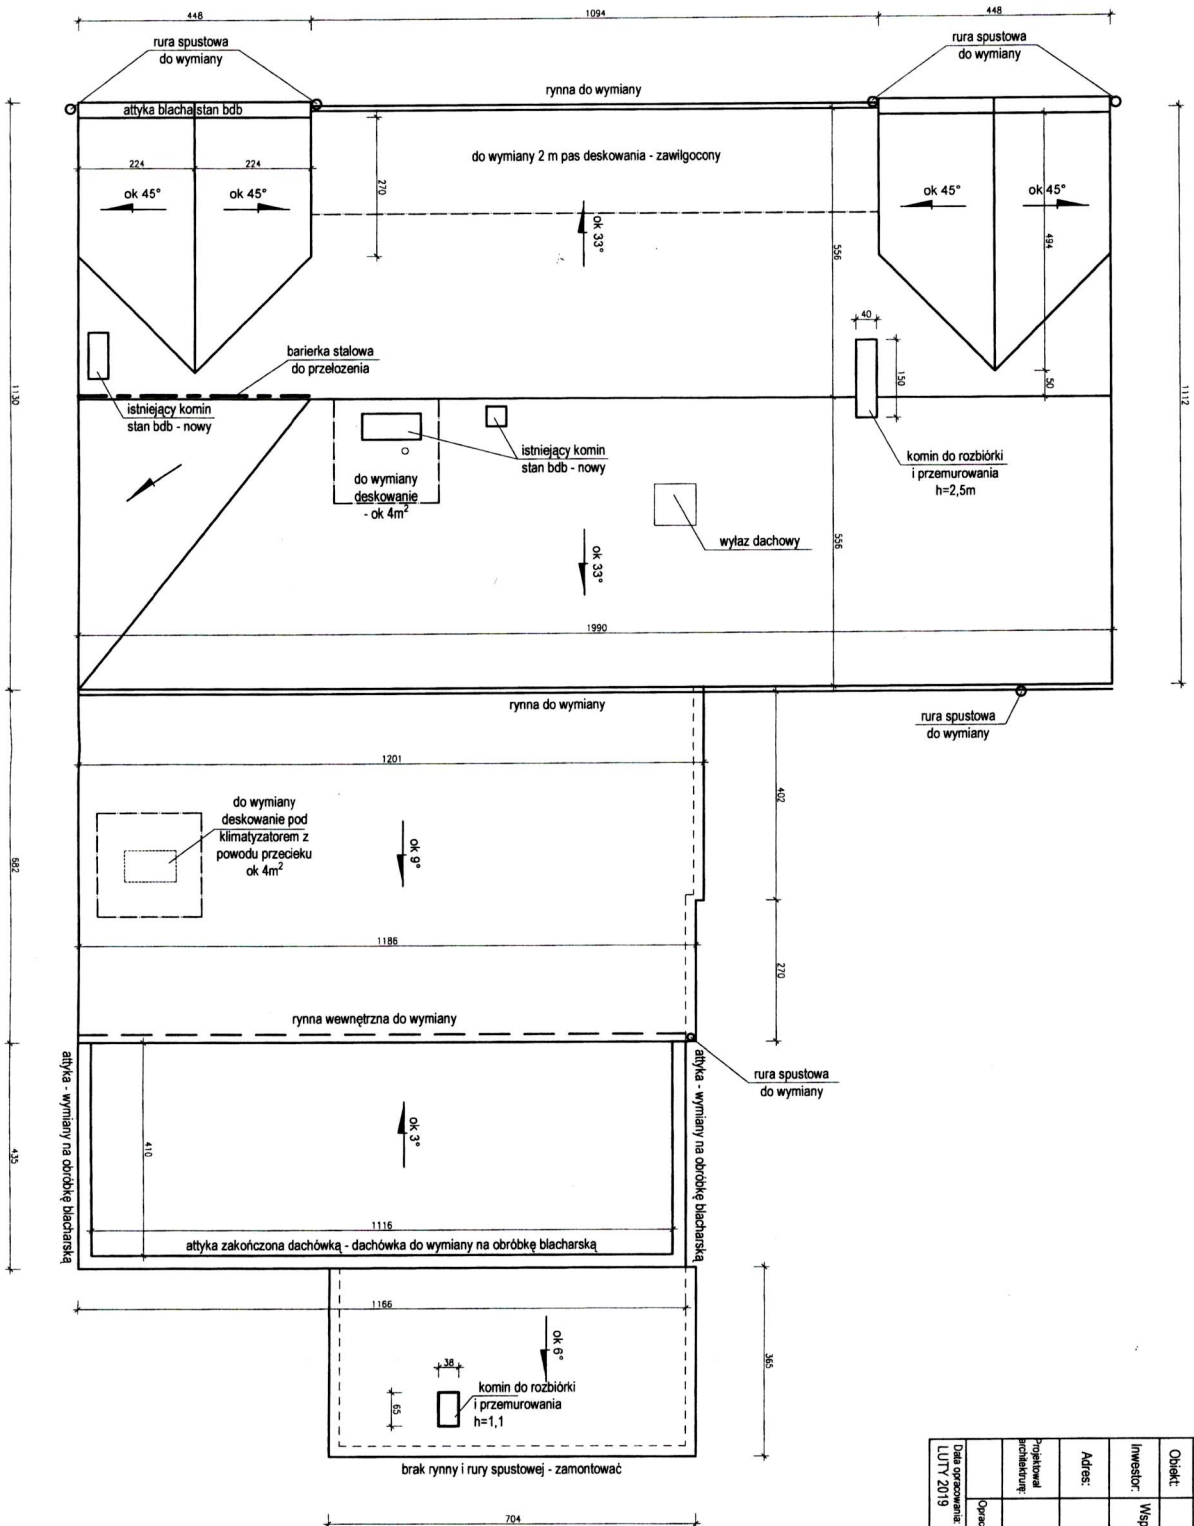 448
1094
448
rura spustowa
do wymiany
rura spustowa
do wymiany
rynna do wymiany
attyka blacha stan bdb
do wymiany 2 m pas deskowania - zawilgocony
224
224
270
ok 45°
ok 45°
ok 45°
ok 45°
ok 33°
556
494
40
150
50
1130
1112
barierka stalowa
do przełożenia
istniejący komin
stan bdb - nowy
istniejący komin
stan bdb - nowy
komin do rozbiórki
i przemurowania
h=2,5m
do wymiany
deskowanie
- ok 4m²
wyłaz dachowy
ok 33°
556
1990
rynna do wymiany
rura spustowa
do wymiany
1201
402
do wymiany
deskowanie pod
klimatyzatorem z
powodu przecieku
ok 4m²
ok 9°
682
1186
270
rynna wewnętrzna do wymiany
rura spustowa
do wymiany
attyka - wymiany na obróbkę blacharską
attyka - wymiany na obróbkę blacharską
ok 3°
410
435
1116
attyka zakończona dachówką - dachówka do wymiany na obróbkę blacharską
1166
ok 6°
365
38
65
komin do rozbiórki
i przemurowania
h=1,1
brak rynny i rury spustowej - zamontować
704
Obiekt:
Inwestor:
Adres:
Projektował
architekturę:
Data opracowania:
LUTY 2019